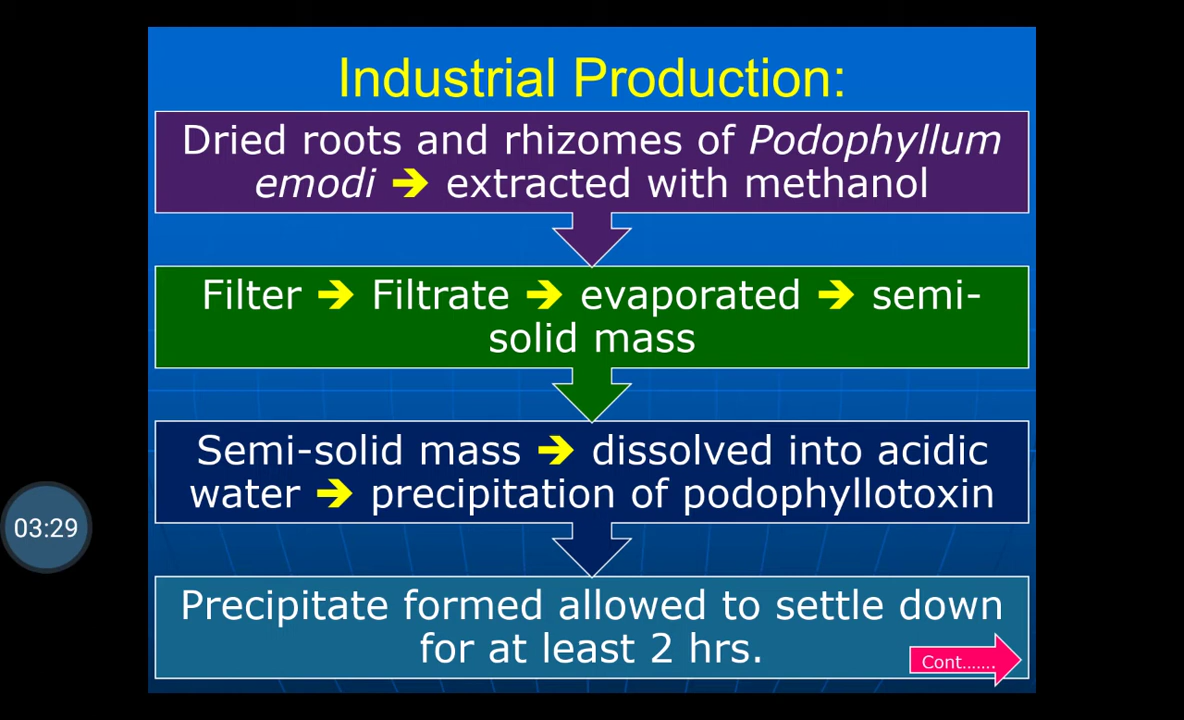 Industrial Production:
Dried roots and rhizomes of Podophyllum
emodi ➔ extracted with methanol
Filter ➔ Filtrate ➔ evaporated ➔ semi-
solid mass
Semi-solid mass ➔ dissolved into acidic
water ➔ precipitation of podophyllotoxin
03:29
Precipitate formed allowed to settle down
for at least 2 hrs.
Cont.......